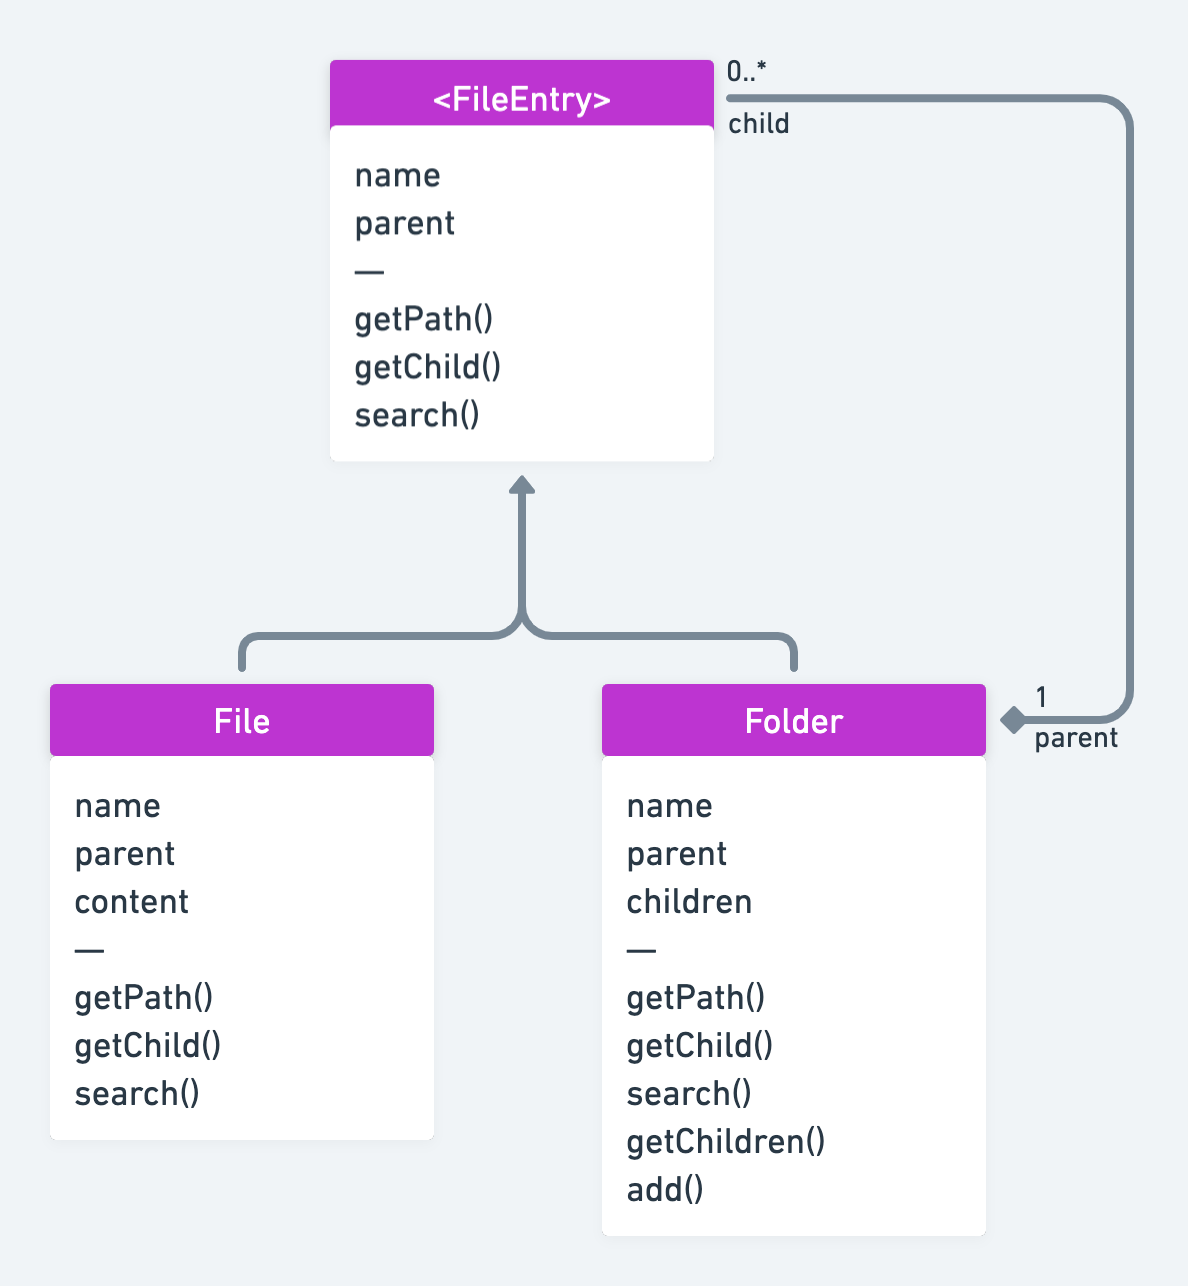 <FileEntry>
name
parent
—
getPath()
getChild()
search()
0..*
child
File
name
parent
content
—
getPath()
getChild()
search()
Folder
name
parent
children
—
getPath()
getChild()
search()
getChildren()
add()
1
parent